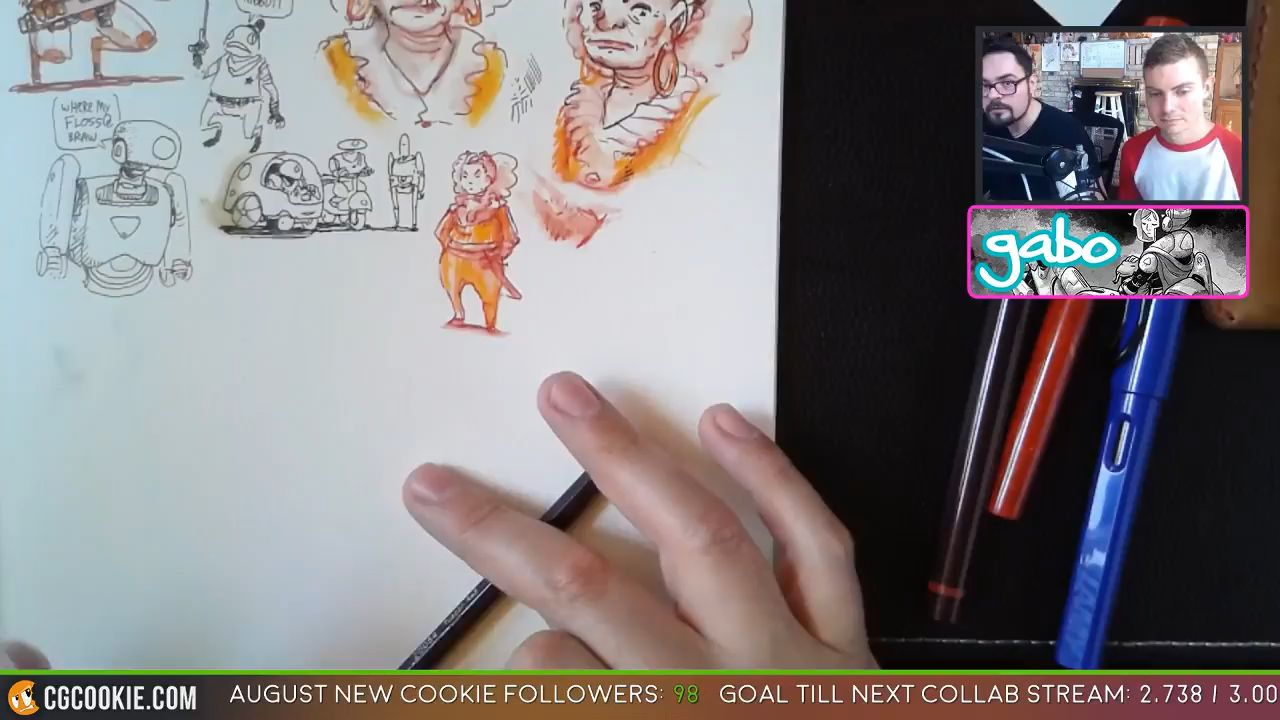 WHERE MY
FLOSS@
BRAW
gabo
CGCOOKIE.COM
AUGUST NEW COOKIE FOLLOWERS: 98
GOAL TILL NEXT COLLAB STREAM: 2.738 / 3.00